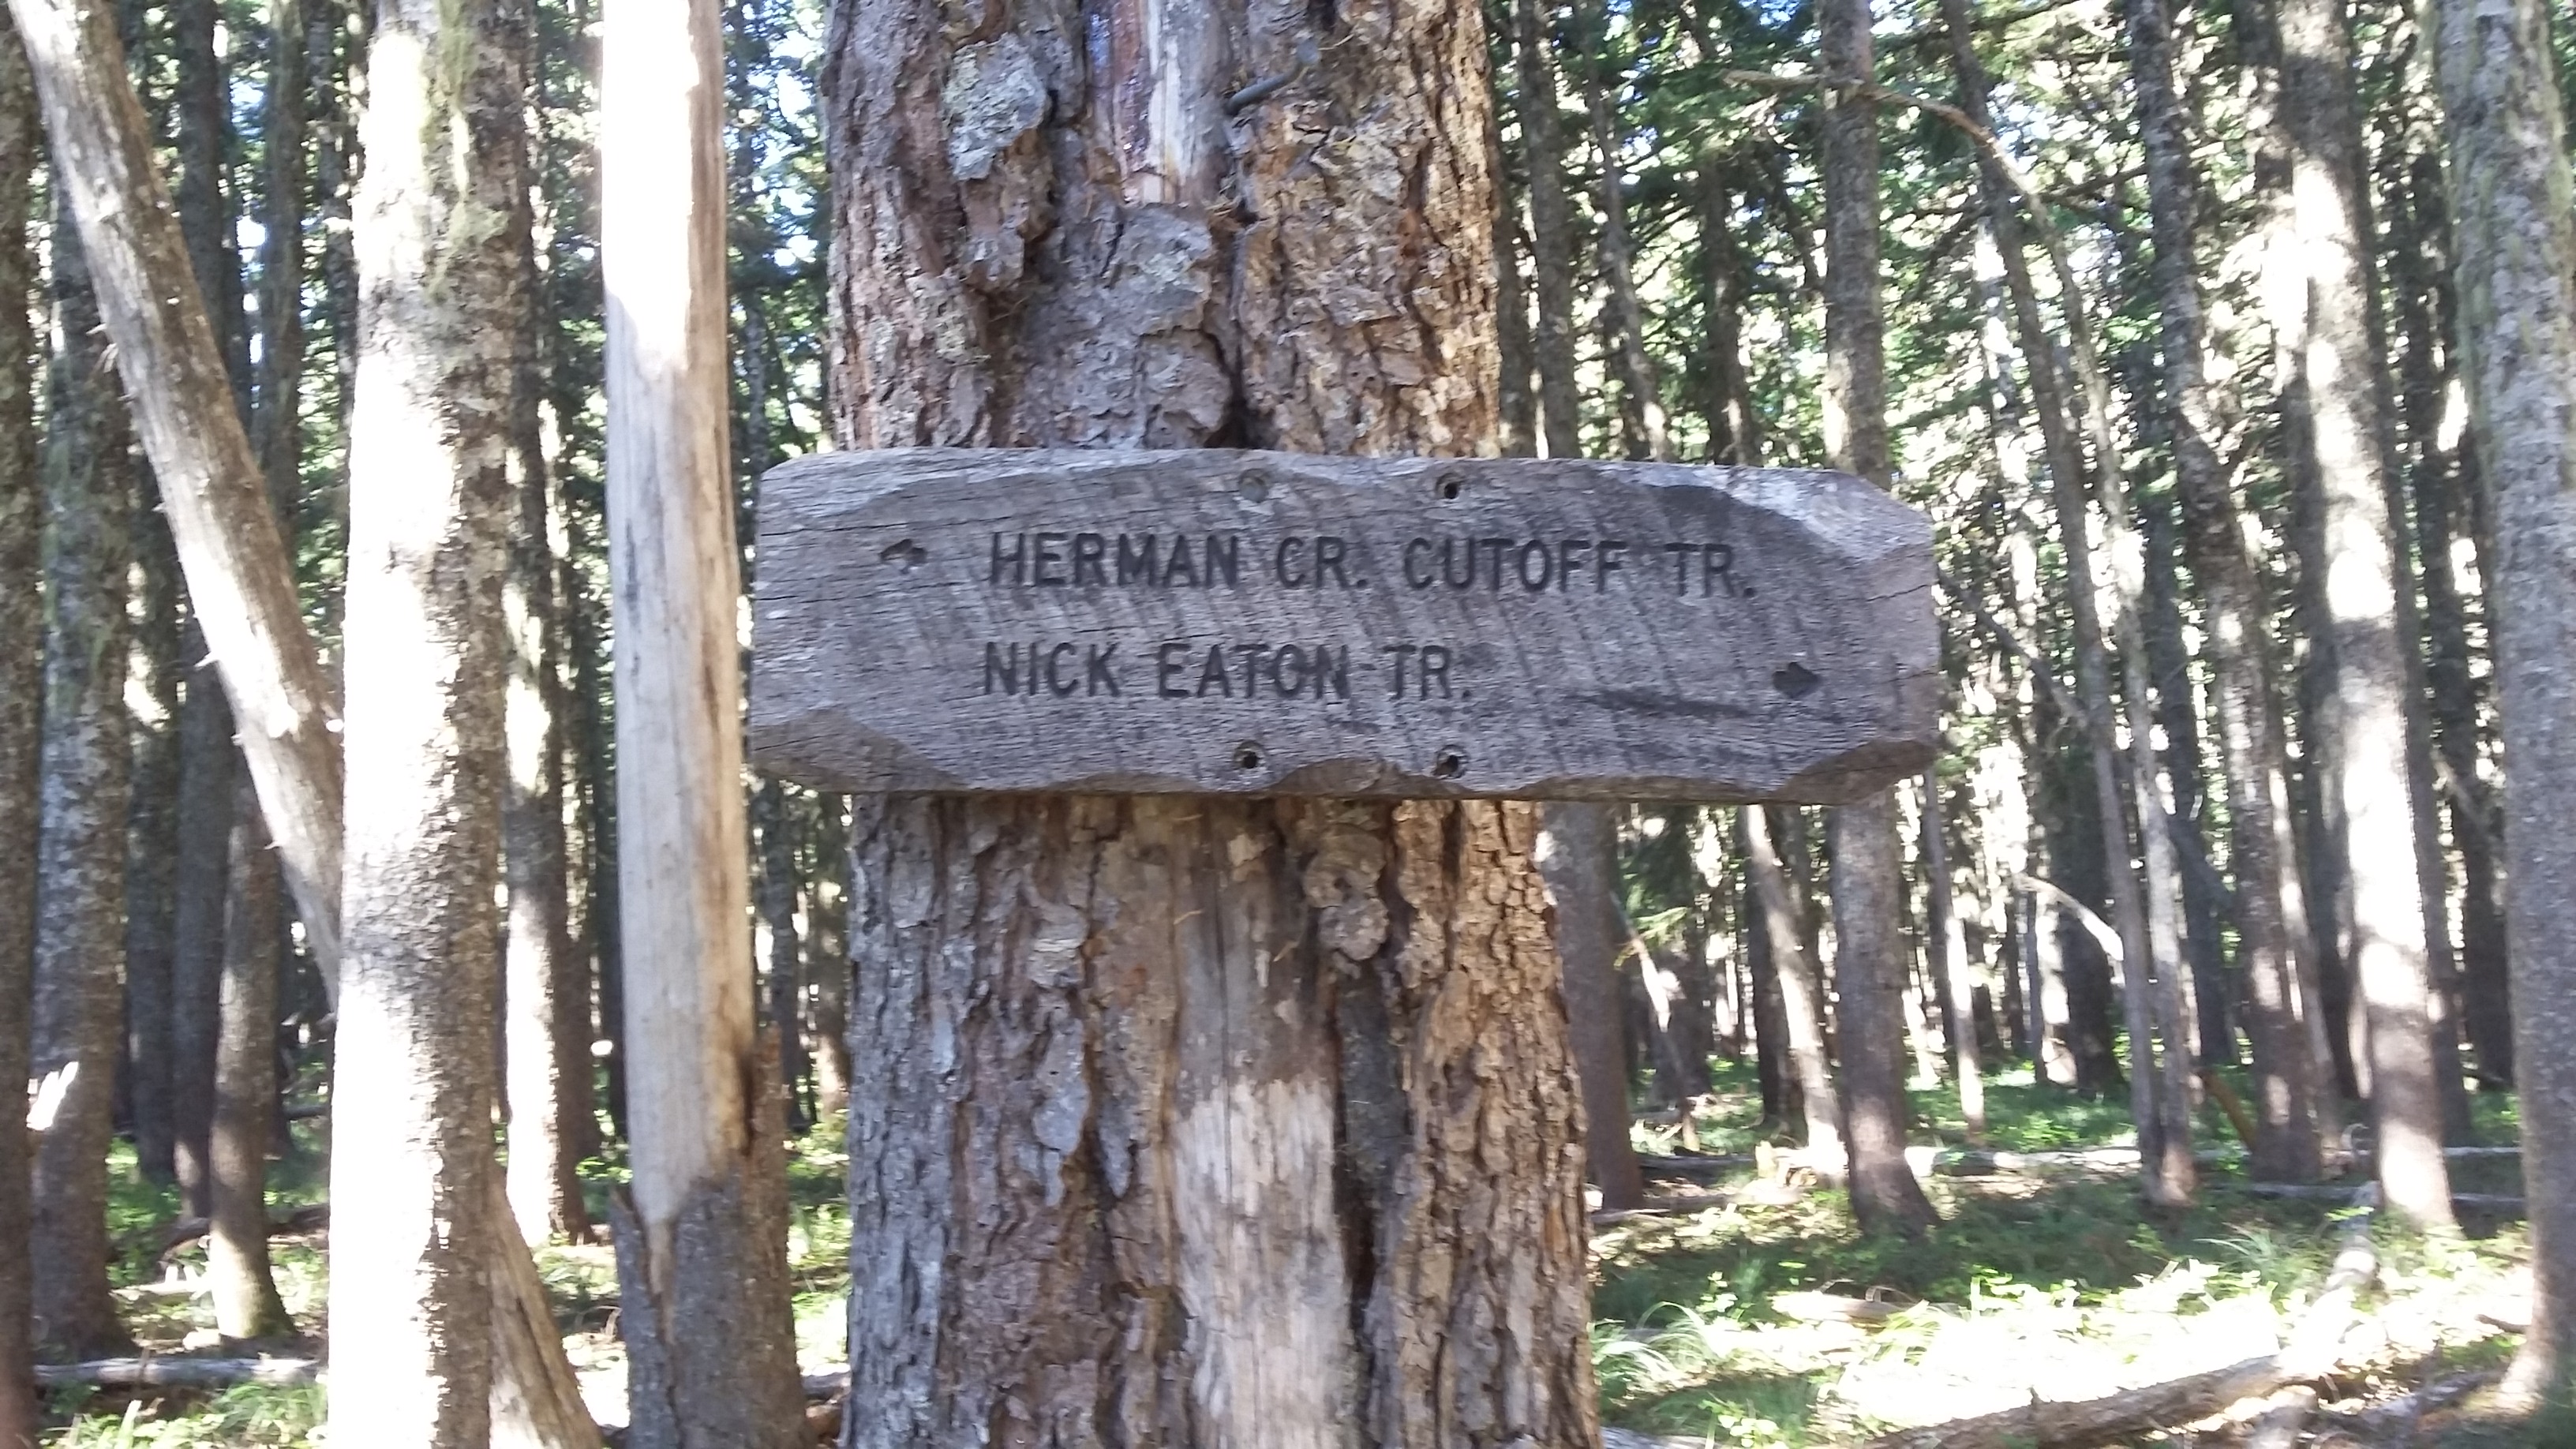 HERMAN CR. CUTOFF TR.
NICK EATON TR.